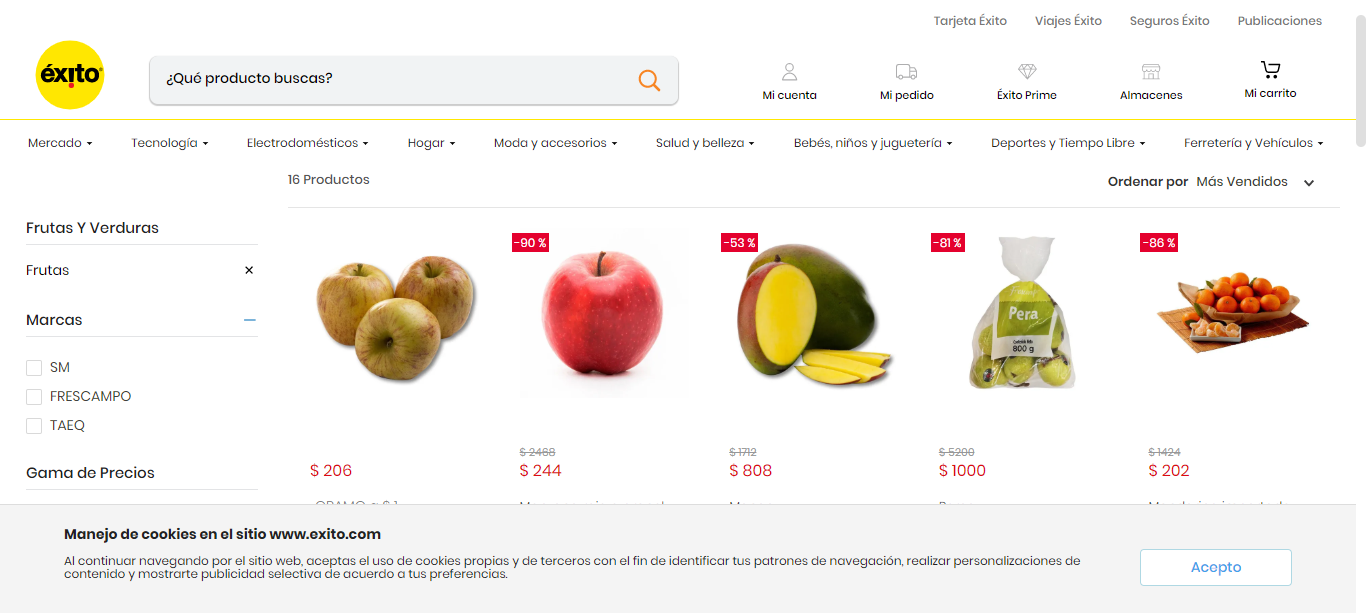 Tarjeta Éxito Viajes Éxito Seguros Éxito Publicaciones
éxito
¿Qué producto buscas?
Mi cuenta Mi pedido Éxito Prime Almacenes Mi carrito
Mercado Tecnología Electrodomésticos Hogar Moda y accesorios Salud y belleza Bebés, niños y juguetería Deportes y Tiempo Libre Ferretería y Vehículos
16 Productos
Ordenar por Más Vendidos
Frutas Y Verduras
Frutas
Marcas
SM
FRESCAMPO
TAEQ
Gama de Precios
-90 % -53 % -81 % -86 %
Pera
800 g
$ 2488 $ 1712 $ 5200 $ 1424
$ 206 $ 244 $ 808 $ 1000 $ 202
Manejo de cookies en el sitio www.exito.com
Al continuar navegando por el sitio web, aceptas el uso de cookies propias y de terceros con el fin de identificar tus patrones de navegación, realizar personalizaciones de
contenido y mostrarte publicidad selectiva de acuerdo a tus preferencias.
Acepto